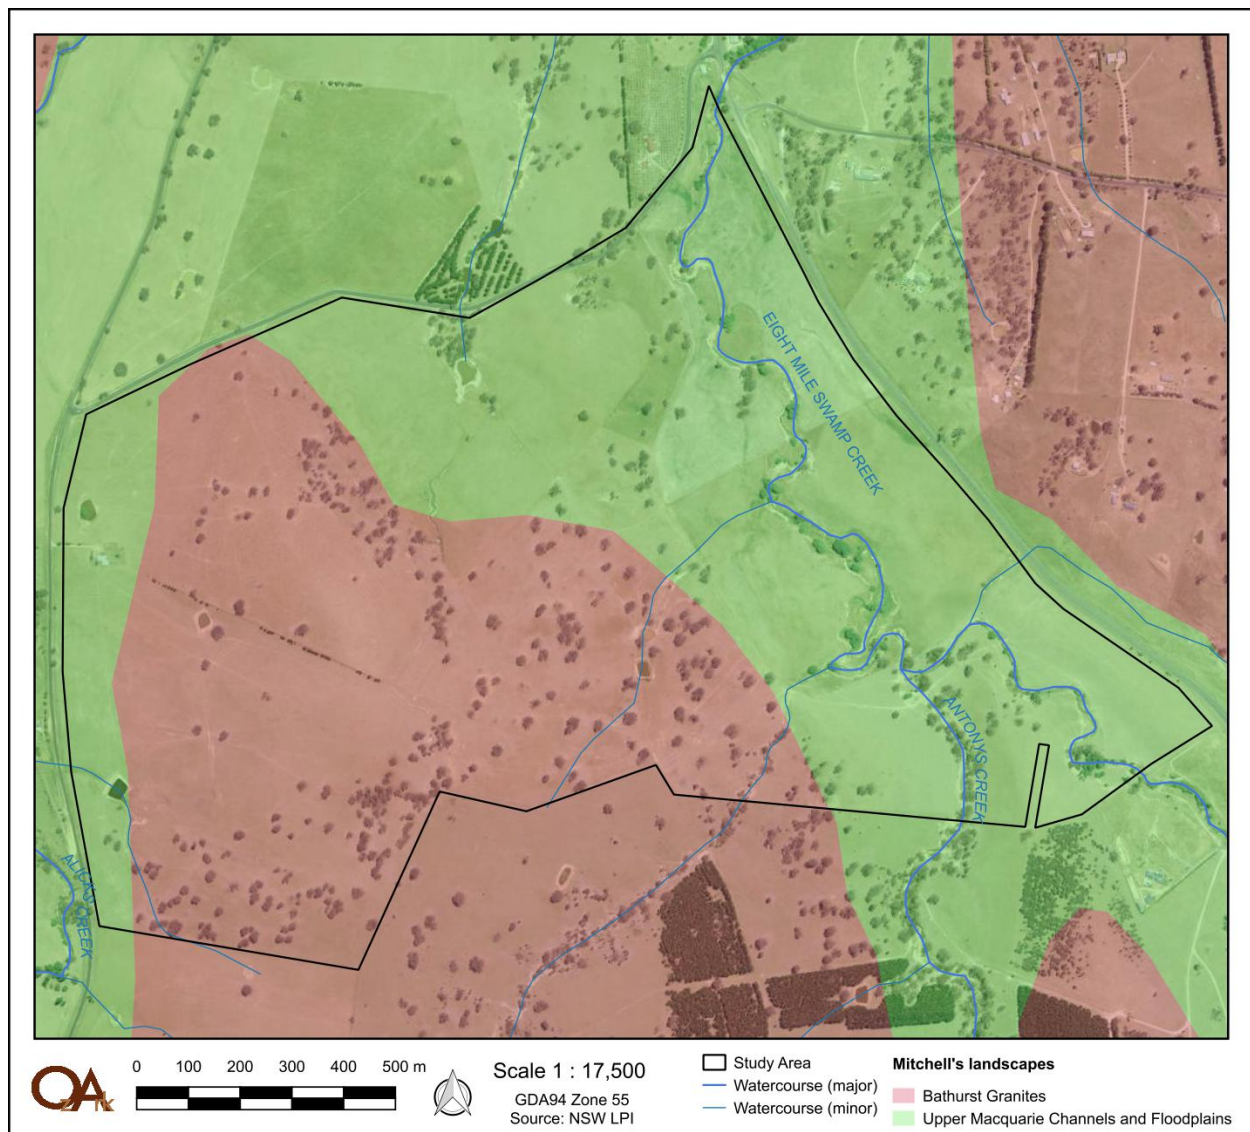 EIGHT MILE SWAMP CREEK
ANTONYS CREEK
ALICKS CREEK
OzArk
0 100 200 300 400 500 m
Scale 1 : 17,500
GDA94 Zone 55
Source: NSW LPI
Study Area
Watercourse (major)
Watercourse (minor)
Mitchell's landscapes
Bathurst Granites
Upper Macquarie Channels and Floodplains